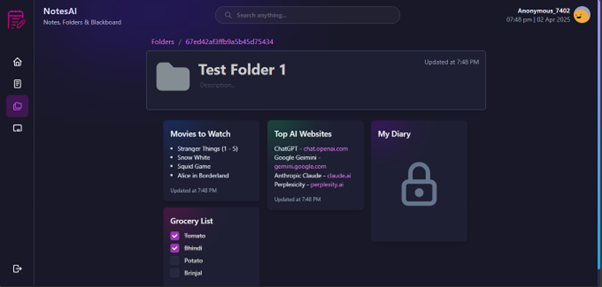 NotesAI
Notes, Folders & Blackboard
Search anything...
Anonymous_7402
07:48 pm | 02 Apr 2025
Folders / 67ed42af3ffb9a5b45d75434
Updated at 7:48 PM
Test Folder 1
Description...
Movies to Watch
Stranger Things (1 - 5)
Snow White
Squid Game
Alice in Borderland
Updated at 7:48 PM
Top AI Websites
ChatGPT - chat.openai.com
Google Geimini -
gemini.google.com
Anthropic Claude - claude.ai
Perplexicity - perplexity.ai
Updated at 7:48 PM
My Diary
Grocery List
Tomato
Bhindi
Potato
Brinjal